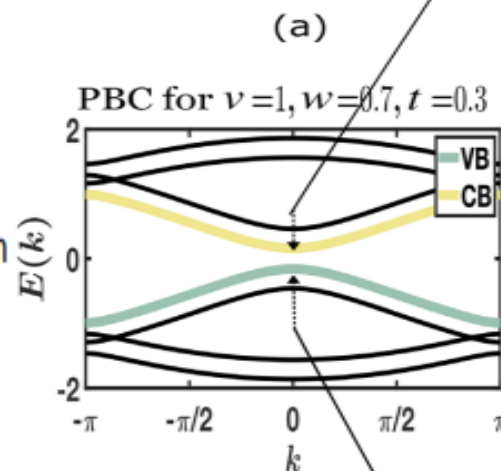 (a)
PBC for v=1, w=0.7, t=0.3
2
VB
CB
E(k)
0
-2
-π
-π/2
0
π/2
π
k